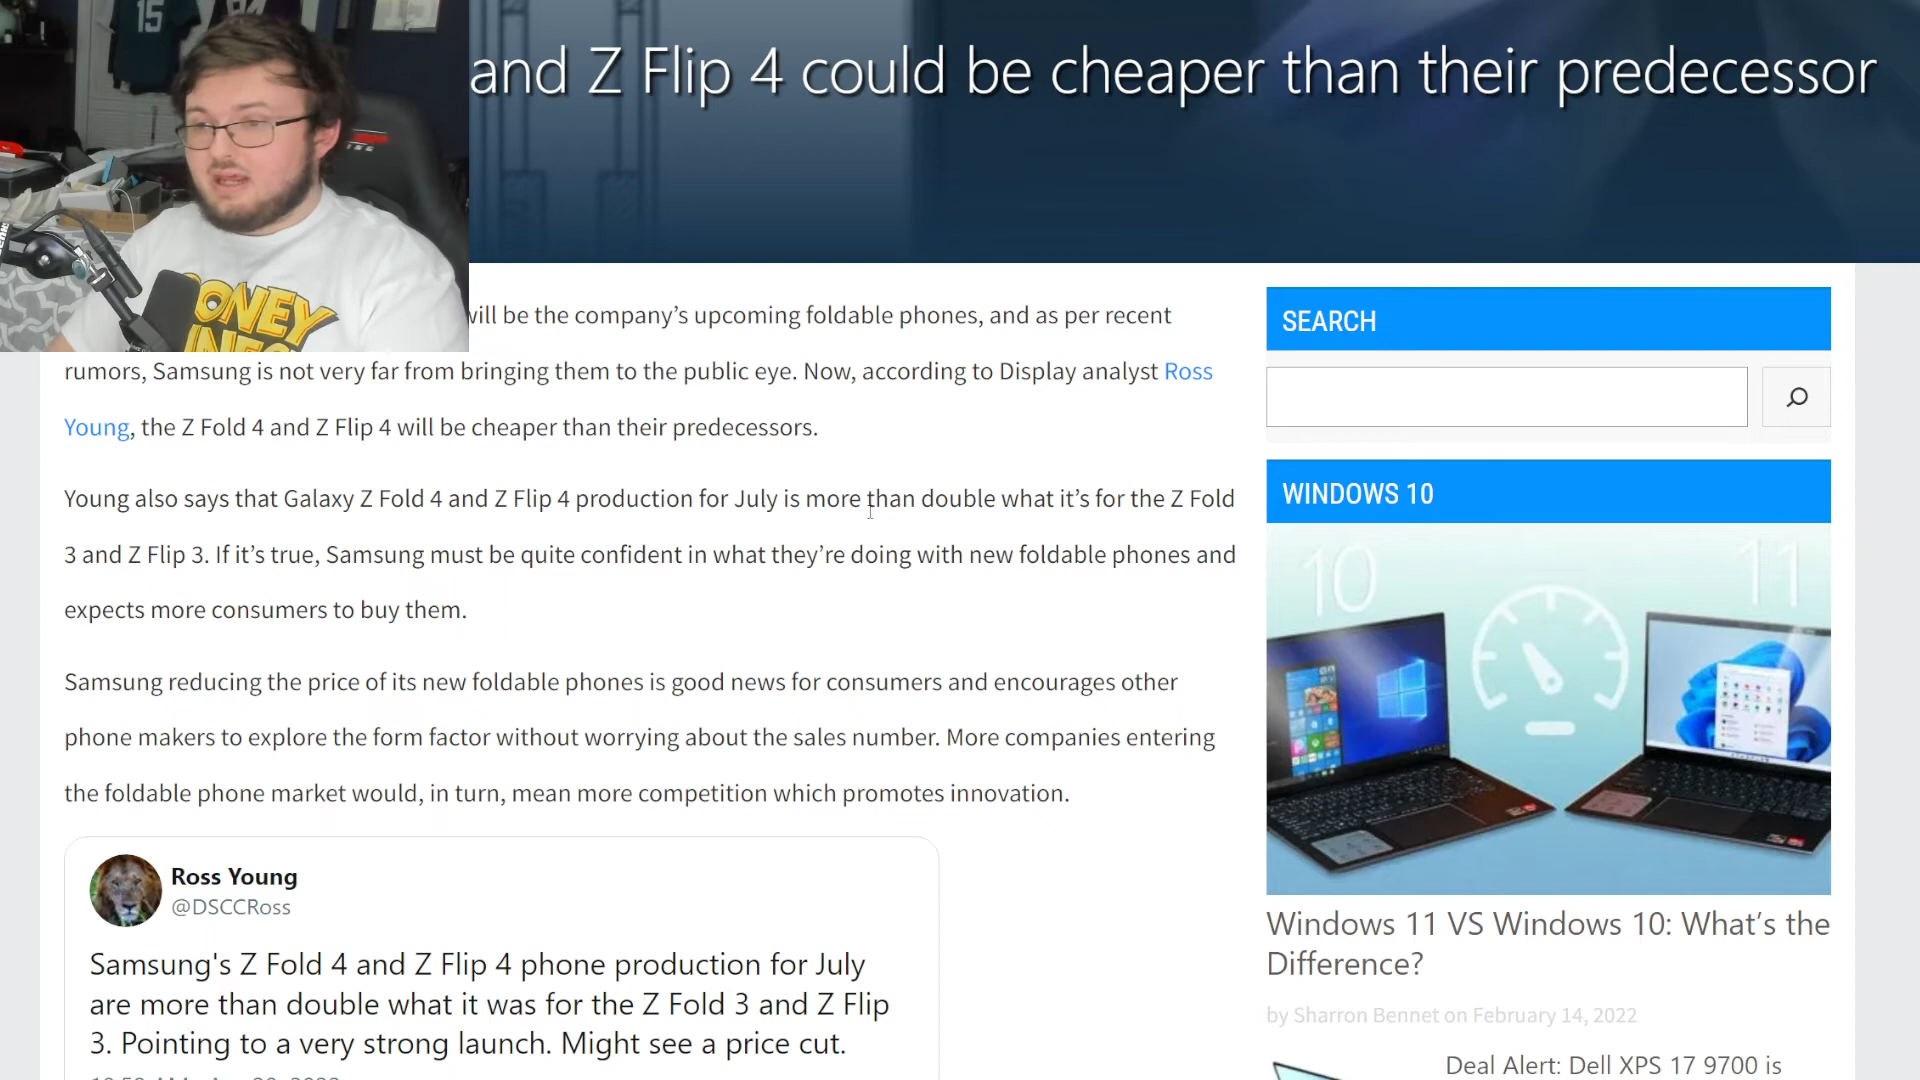 15
and Z Flip 4 could be cheaper than their predecessor
will be the company's upcoming foldable phones, and as per recent
rumors, Samsung is not very far from bringing them to the public eye. Now, according to Display analyst Ross
Young, the Z Fold 4 and Z Flip 4 will be cheaper than their predecessors.
Young also says that Galaxy Z Fold 4 and Z Flip 4 production for July is more than double what it's for the Z Fold
3 and Z Flip 3. If it's true, Samsung must be quite confident in what they're doing with new foldable phones and
expects more consumers to buy them.
Samsung reducing the price of its new foldable phones is good news for consumers and encourages other
phone makers to explore the form factor without worrying about the sales number. More companies entering
the foldable phone market would, in turn, mean more competition which promotes innovation.
Ross Young
@DSCCRoss
Samsung's Z Fold 4 and Z Flip 4 phone production for July
are more than double what it was for the Z Fold 3 and Z Flip
3. Pointing to a very strong launch. Might see a price cut.
SEARCH
WINDOWS 10
10
11
Windows 11 VS Windows 10: What's the
Difference?
by Sharron Bennet on February 14, 2022
Deal Alert: Dell XPS 17 9700 is